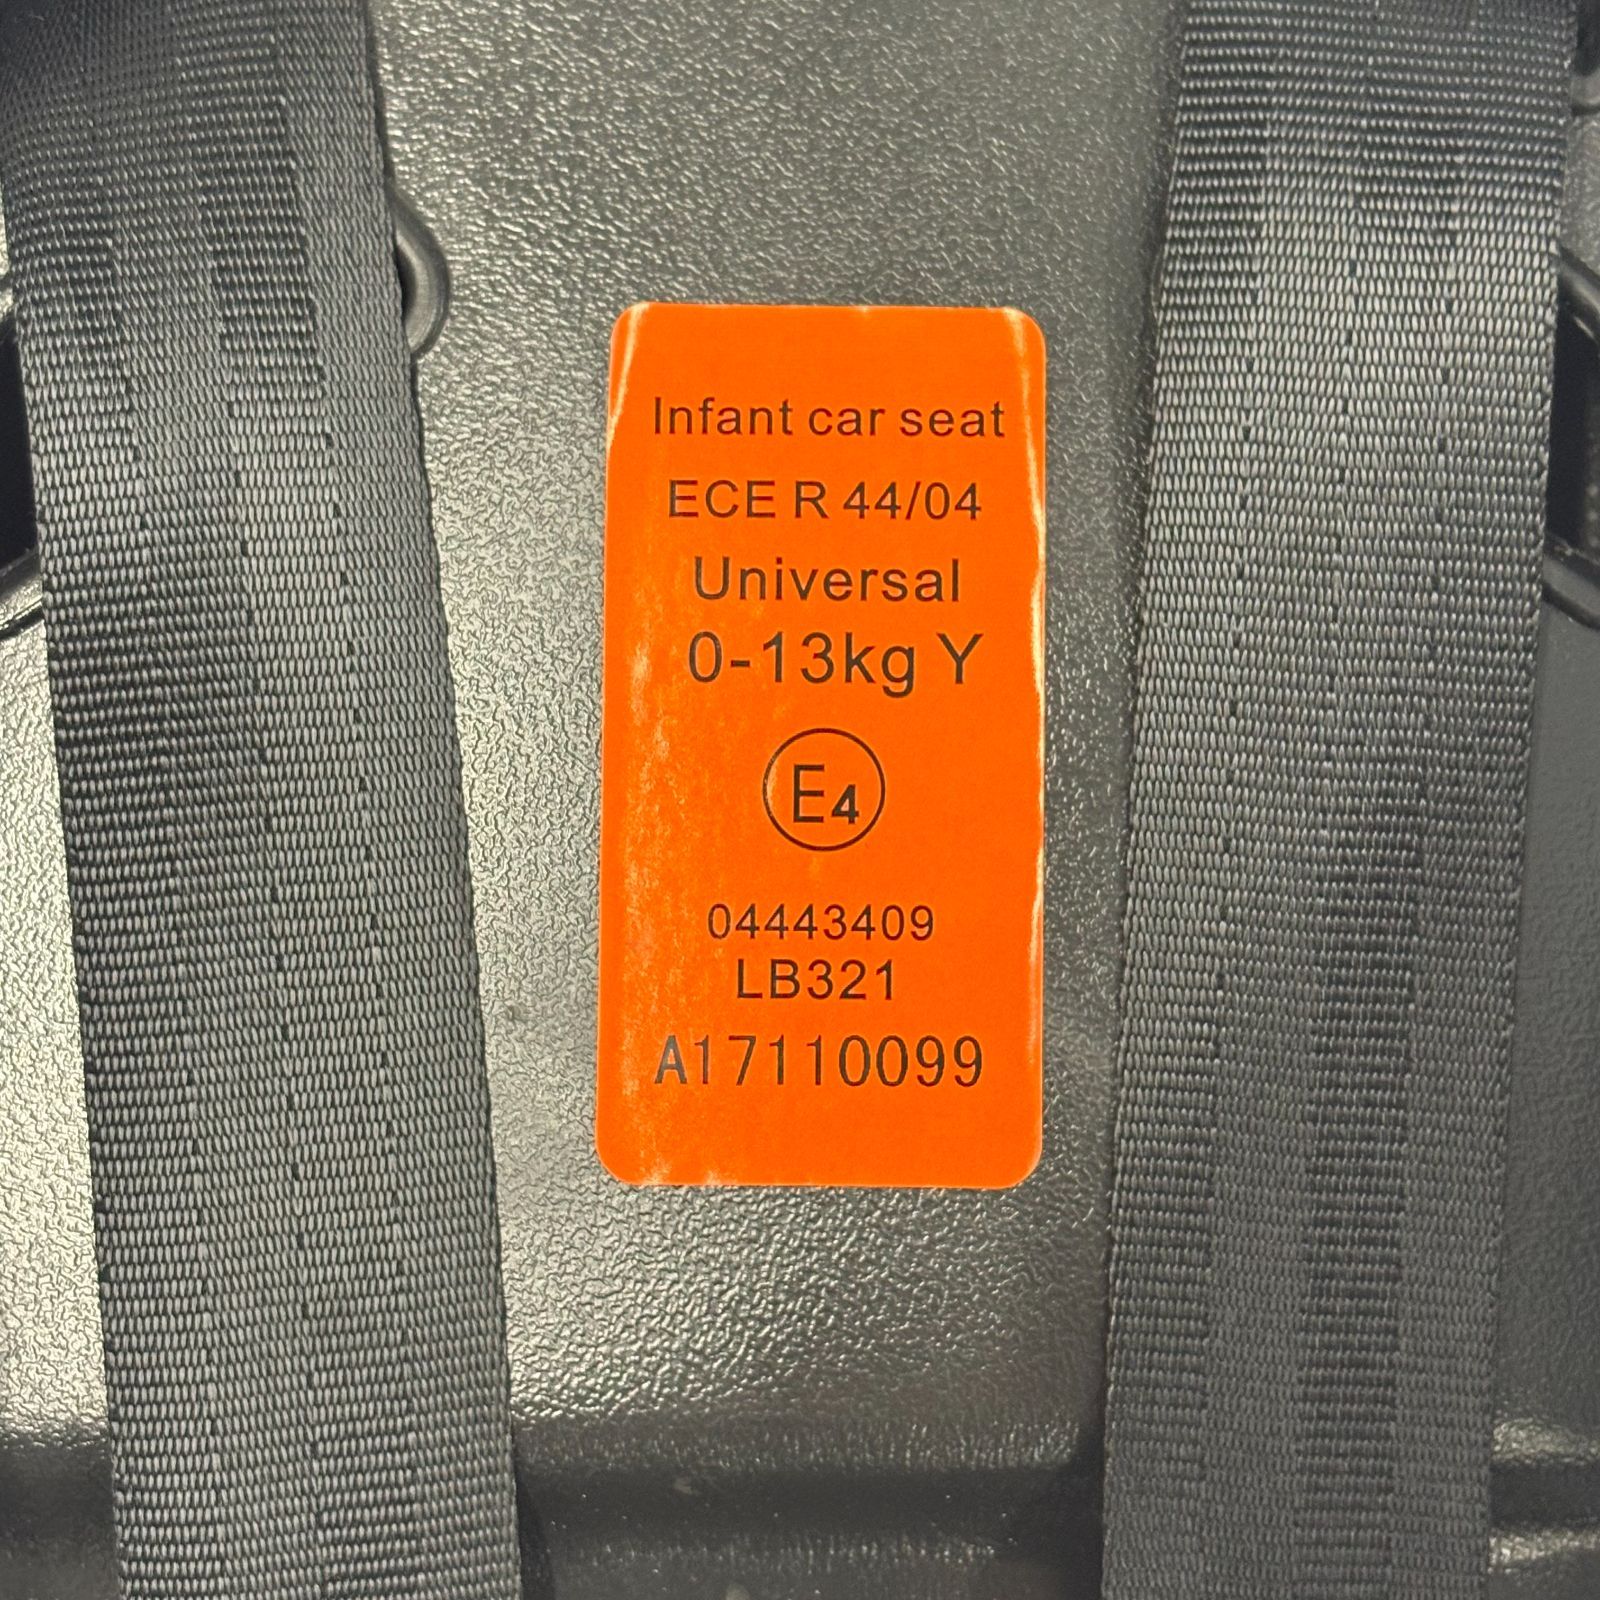 Infant car seat
ECE R 44/04
Universal
0-13kg Y
E4
04443409
LB321
A17110099